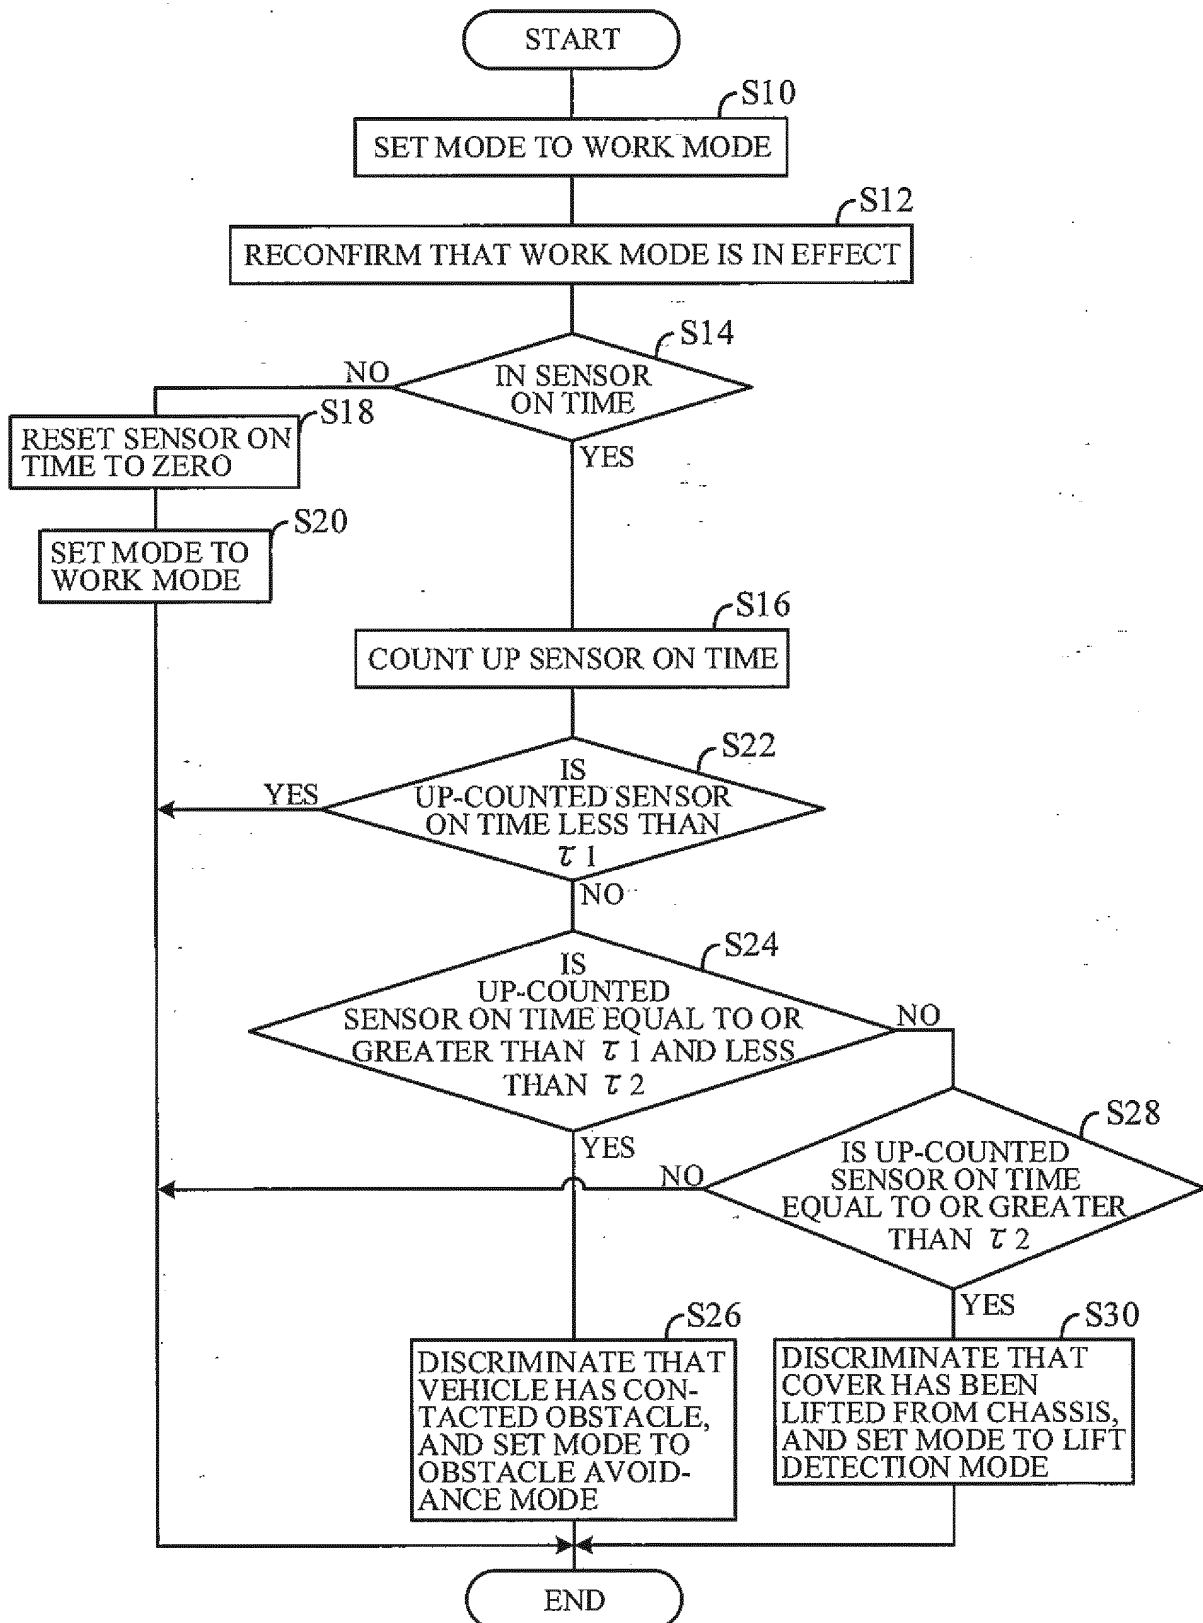 START
S10
SET MODE TO WORK MODE
S12
RECONFIRM THAT WORK MODE IS IN EFFECT
S14
IN SENSOR
ON TIME
NO
YES
S18
RESET SENSOR ON
TIME TO ZERO
S20
SET MODE TO
WORK MODE
S16
COUNT UP SENSOR ON TIME
S22
IS
UP-COUNTED SENSOR
ON TIME LESS THAN
τ 1
YES
NO
S24
IS
UP-COUNTED
SENSOR ON TIME EQUAL TO OR
GREATER THAN τ 1 AND LESS
THAN τ 2
NO
YES
S28
IS UP-COUNTED
SENSOR ON TIME
EQUAL TO OR GREATER
THAN τ 2
NO
YES
S26
DISCRIMINATE THAT
VEHICLE HAS CON-
TACTED OBSTACLE,
AND SET MODE TO
OBSTACLE AVOID-
ANCE MODE
S30
DISCRIMINATE THAT
COVER HAS BEEN
LIFTED FROM CHASSIS,
AND SET MODE TO LIFT
DETECTION MODE
END